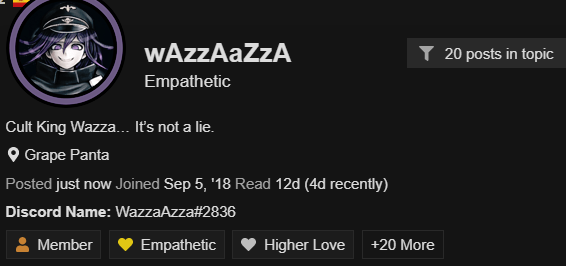 wAzzAaZzA
20 posts in topic
Empathetic
Cult King Wazza... It's not a lie.
Grape Panta
Posted just now Joined Sep 5, '18 Read 12d (4d recently)
Discord Name: WazzaAzza#2836
Member Empathetic Higher Love +20 More